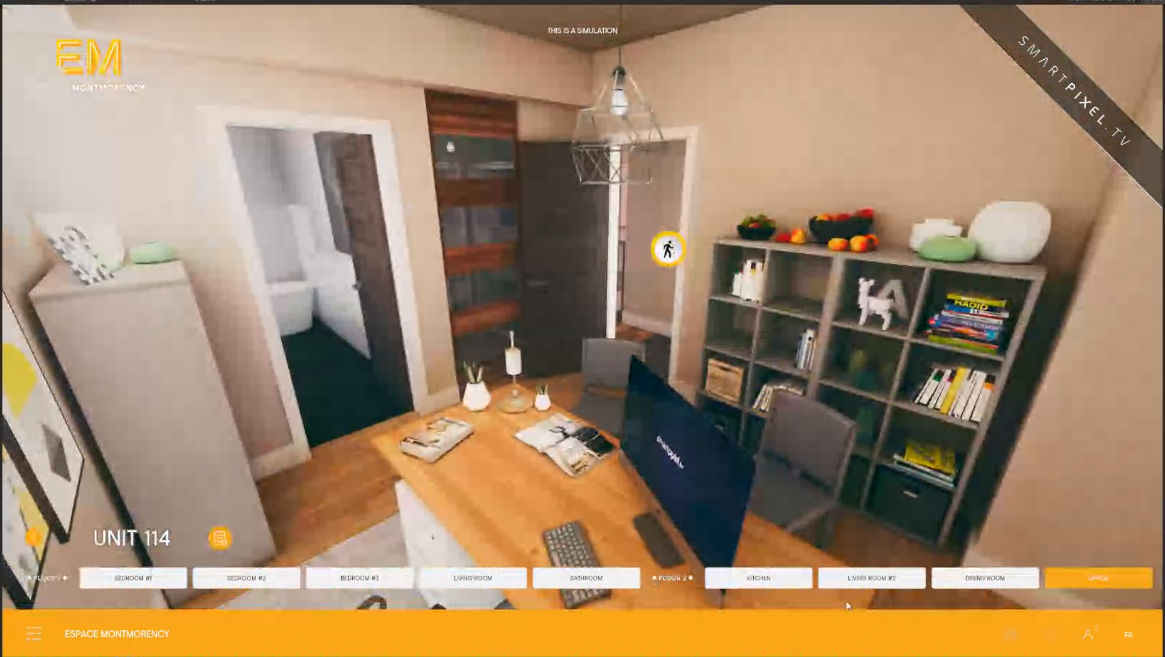 THIS IS A SIMULATION
EM
MONTMORENCY
SMARTPIXEL.TV
RADIO
UNIT 114
BEDROOM #1
BEDROOM #2
BEDROOM #3
LIVING ROOM
BATHROOM
FLOOR 2
KITCHEN
LIVING ROOM #2
DINING ROOM
OFFICE
ESPACE MONTMORENCY
FR